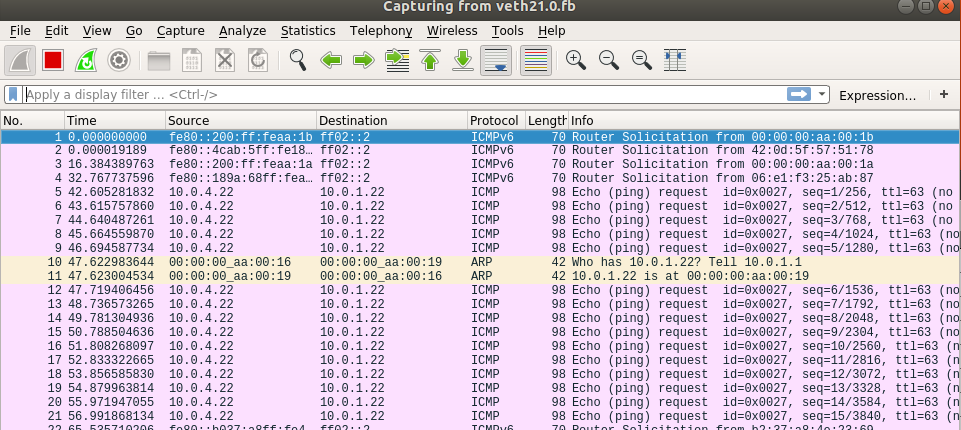 Capturing from veth21.0.fb
File Edit View Go Capture Analyze Statistics Telephony Wireless Tools Help
Apply a display filter ... <Ctrl-/> Expression... +
No. Time Source Destination Protocol Length Info
1 0.000000000 fe80::200:ff:feaa:1b ff02::2 ICMPv6 70 Router Solicitation from 00:00:00:aa:00:1b
2 0.000019189 fe80::4cab:5ff:fe18… ff02::2 ICMPv6 70 Router Solicitation from 42:0d:5f:57:51:78
3 16.384389763 fe80::200:ff:feaa:1a ff02::2 ICMPv6 70 Router Solicitation from 00:00:00:aa:00:1a
4 32.767737596 fe80::189a:68ff:fea… ff02::2 ICMPv6 70 Router Solicitation from 06:e1:f3:25:ab:87
5 42.605281832 10.0.4.22 10.0.1.22 ICMP 98 Echo (ping) request id=0x0027, seq=1/256, ttl=63 (no
6 43.615757860 10.0.4.22 10.0.1.22 ICMP 98 Echo (ping) request id=0x0027, seq=2/512, ttl=63 (no
7 44.640487261 10.0.4.22 10.0.1.22 ICMP 98 Echo (ping) request id=0x0027, seq=3/768, ttl=63 (no
8 45.664559870 10.0.4.22 10.0.1.22 ICMP 98 Echo (ping) request id=0x0027, seq=4/1024, ttl=63 (no
9 46.694587734 10.0.4.22 10.0.1.22 ICMP 98 Echo (ping) request id=0x0027, seq=5/1280, ttl=63 (no
10 47.622983644 00:00:00_aa:00:16 00:00:00_aa:00:19 ARP 42 Who has 10.0.1.22? Tell 10.0.1.1
11 47.623004534 00:00:00_aa:00:19 00:00:00_aa:00:16 ARP 42 10.0.1.22 is at 00:00:00:aa:00:19
12 47.719406456 10.0.4.22 10.0.1.22 ICMP 98 Echo (ping) request id=0x0027, seq=6/1536, ttl=63 (no
13 48.736573265 10.0.4.22 10.0.1.22 ICMP 98 Echo (ping) request id=0x0027, seq=7/1792, ttl=63 (no
14 49.781304936 10.0.4.22 10.0.1.22 ICMP 98 Echo (ping) request id=0x0027, seq=8/2048, ttl=63 (no
15 50.788504636 10.0.4.22 10.0.1.22 ICMP 98 Echo (ping) request id=0x0027, seq=9/2304, ttl=63 (no
16 51.808268097 10.0.4.22 10.0.1.22 ICMP 98 Echo (ping) request id=0x0027, seq=10/2560, ttl=63 (n
17 52.833322665 10.0.4.22 10.0.1.22 ICMP 98 Echo (ping) request id=0x0027, seq=11/2816, ttl=63 (n
18 53.856585830 10.0.4.22 10.0.1.22 ICMP 98 Echo (ping) request id=0x0027, seq=12/3072, ttl=63 (n
19 54.879963814 10.0.4.22 10.0.1.22 ICMP 98 Echo (ping) request id=0x0027, seq=13/3328, ttl=63 (n
20 55.971947055 10.0.4.22 10.0.1.22 ICMP 98 Echo (ping) request id=0x0027, seq=14/3584, ttl=63 (n
21 56.991868134 10.0.4.22 10.0.1.22 ICMP 98 Echo (ping) request id=0x0027, seq=15/3840, ttl=63 (n
22 65.535710206 fe80::b037:a8ff:fe4… ff02::2 ICMPv6 70 Router Solicitation from b2:37:a8:4e:23:69